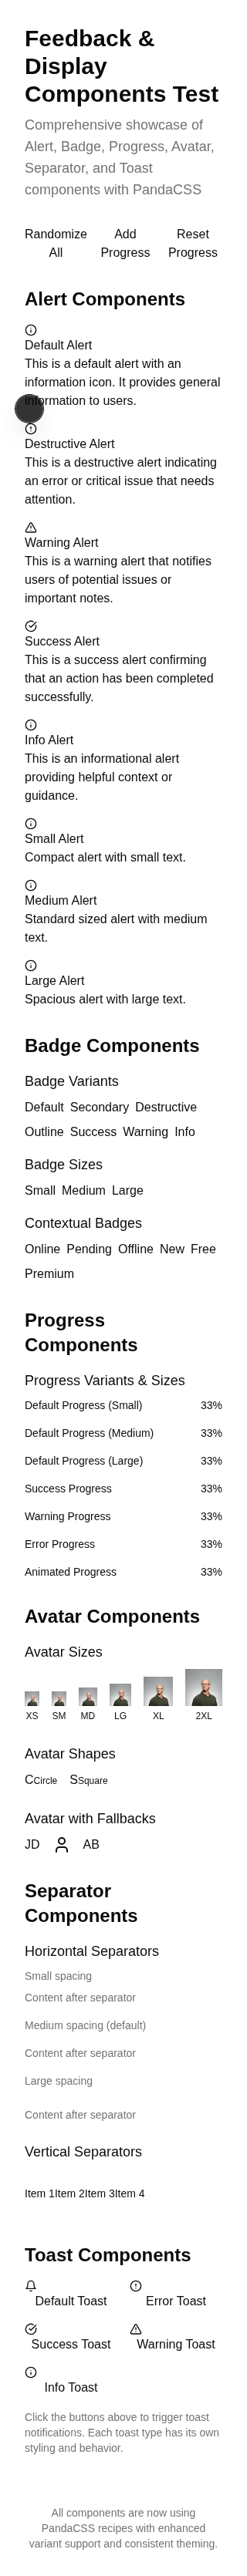 Feedback &
Display
Components Test
Comprehensive showcase of
Alert, Badge, Progress, Avatar,
Separator, and Toast
components with PandaCSS
Randomize All
Add Progress
Reset Progress
Alert Components
Default Alert
This is a default alert with an
information icon. It provides general
information to users.
Destructive Alert
This is a destructive alert indicating
an error or critical issue that needs
attention.
Warning Alert
This is a warning alert that notifies
users of potential issues or
important notes.
Success Alert
This is a success alert confirming
that an action has been completed
successfully.
Info Alert
This is an informational alert
providing helpful context or
guidance.
Small Alert
Compact alert with small text.
Medium Alert
Standard sized alert with medium
text.
Large Alert
Spacious alert with large text.
Badge Components
Badge Variants
Default Secondary Destructive
Outline Success Warning Info
Badge Sizes
Small Medium Large
Contextual Badges
Online Pending Offline New Free
Premium
Progress
Components
Progress Variants & Sizes
Default Progress (Small) 33%
Default Progress (Medium) 33%
Default Progress (Large) 33%
Success Progress 33%
Warning Progress 33%
Error Progress 33%
Animated Progress 33%
Avatar Components
Avatar Sizes
XS SM MD LG XL 2XL
Avatar Shapes
C Circle S Square
Avatar with Fallbacks
JD AB
Separator
Components
Horizontal Separators
Small spacing
Content after separator
Medium spacing (default)
Content after separator
Large spacing
Content after separator
Vertical Separators
Item 1Item 2Item 3Item 4
Toast Components
Default Toast Error Toast
Success Toast Warning Toast
Info Toast
Click the buttons above to trigger toast
notifications. Each toast type has its own
styling and behavior.
All components are now using
PandaCSS recipes with enhanced
variant support and consistent theming.